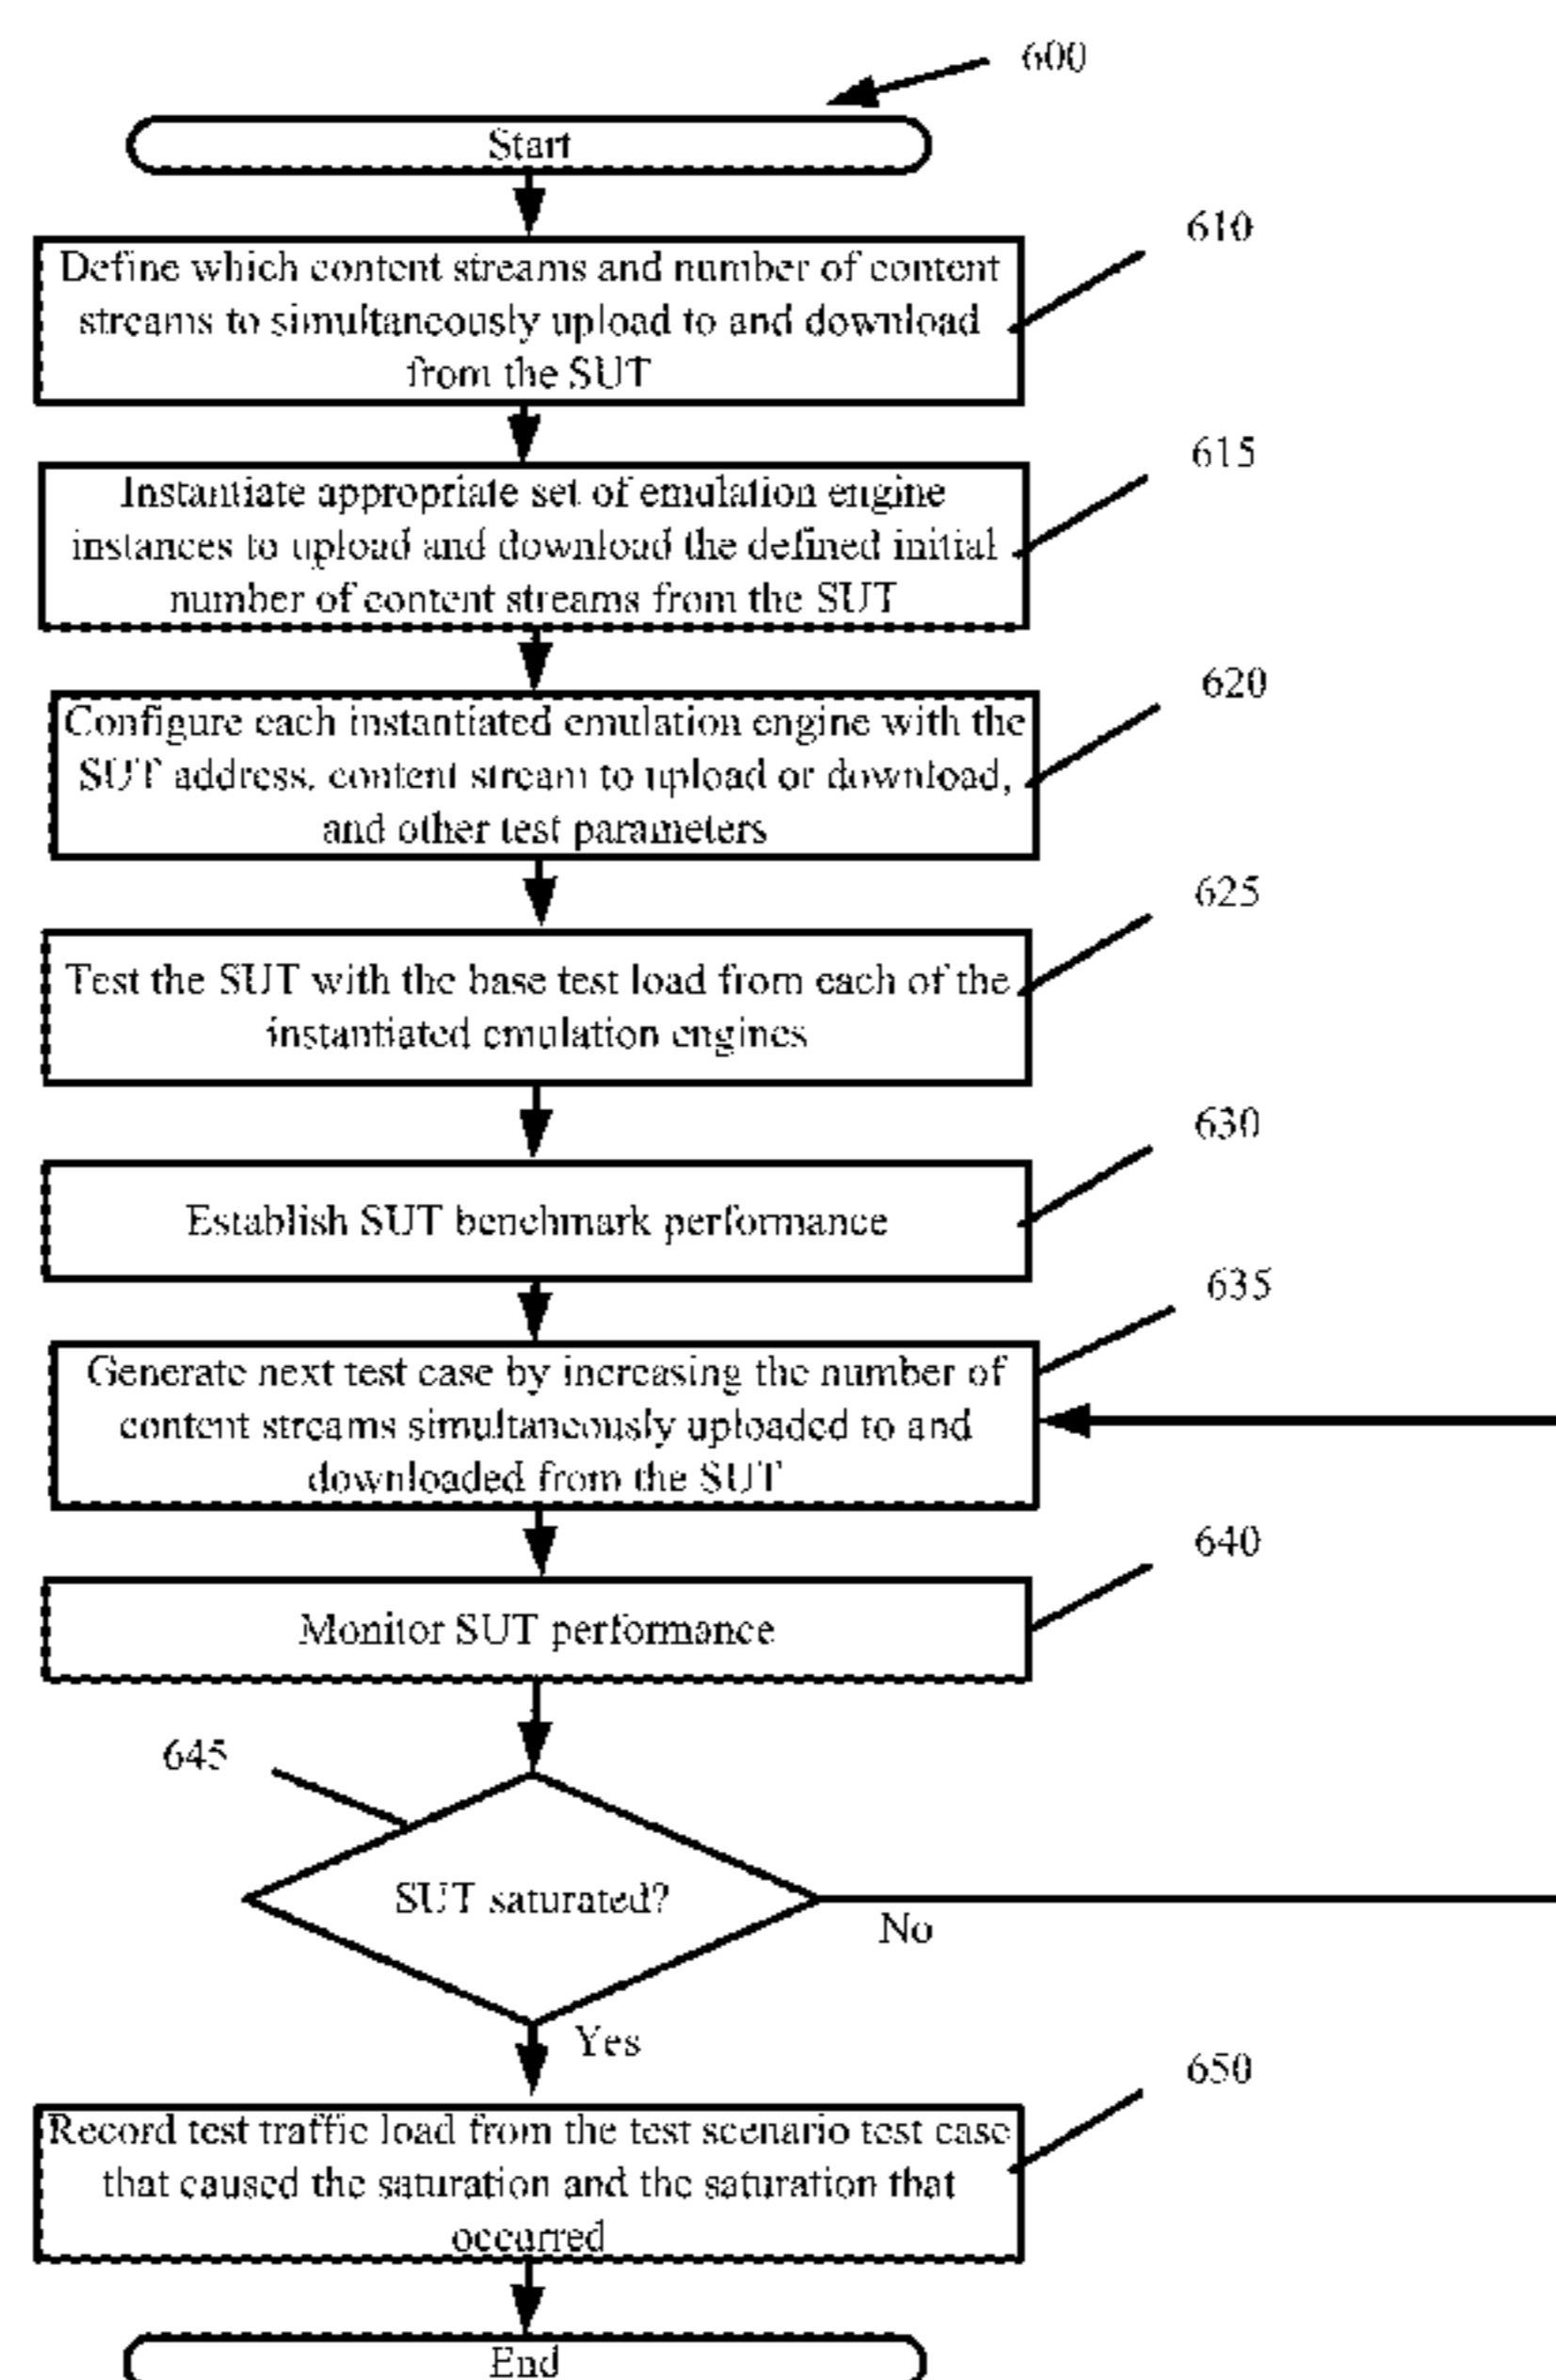 600
Start
610
Define which content streams and number of content
streams to simultaneously upload to and download
from the SUT
615
Instantiate appropriate set of emulation engine
instances to upload and download the defined initial
number of content streams from the SUT
620
Configure each instantiated emulation engine with the
SUT address, content stream to upload or download,
and other test parameters
625
Test the SUT with the base test load from each of the
instantiated emulation engines
630
Establish SUT benchmark performance
635
Generate next test case by increasing the number of
content streams simultaneously uploaded to and
downloaded from the SUT
640
Monitor SUT performance
645
SUT saturated?
No
Yes
650
Record test traffic load from the test scenario test case
that caused the saturation and the saturation that
occurred
End